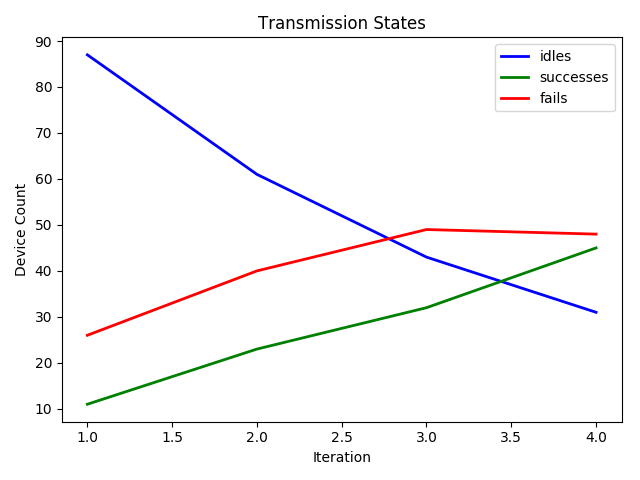 Transmission States
90
80
70
60
50
40
30
20
10
Device Count
idles
successes
fails
1.0 1.5 2.0 2.5 3.0 3.5 4.0
Iteration